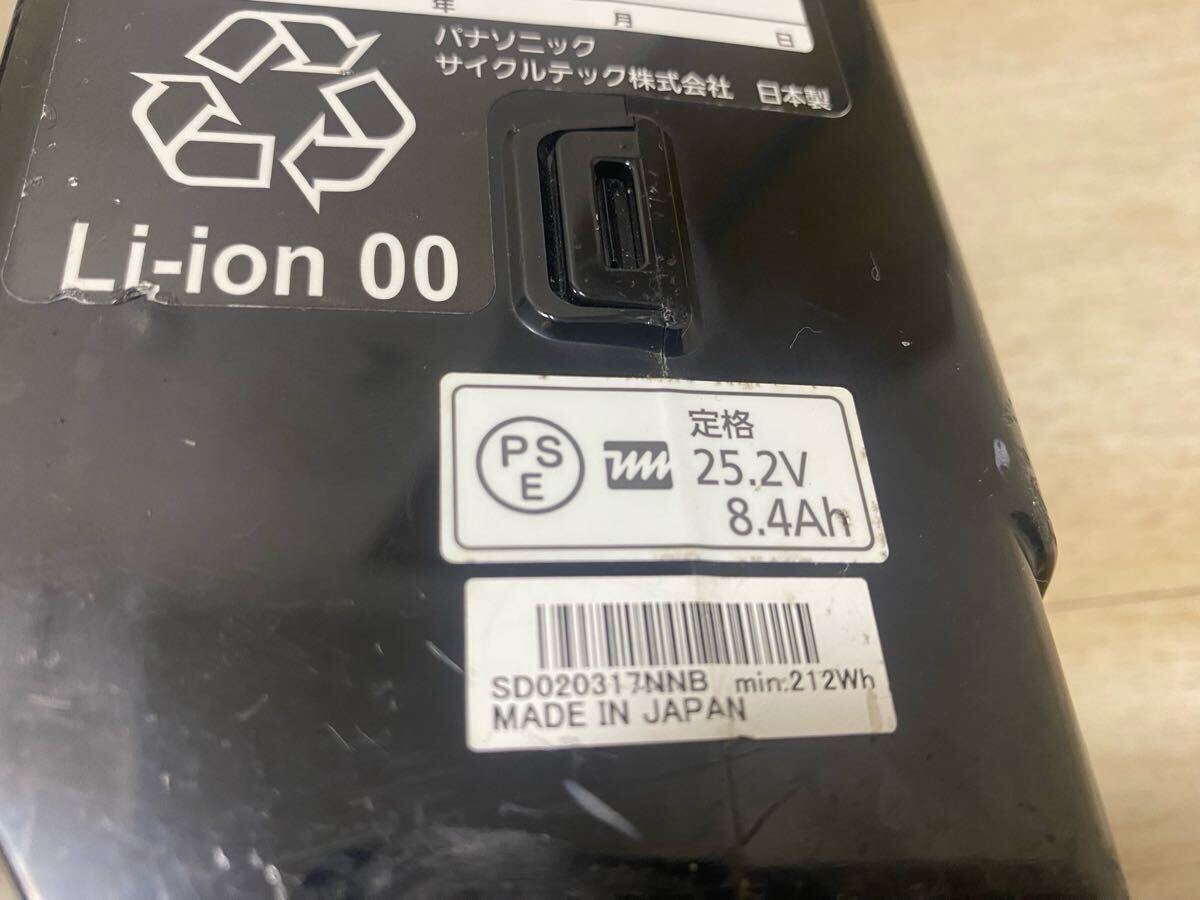 年 月 日
パナソニック
サイクルテック株式会社 日本製
Li-ion 00
PS
E
定格
25.2V
8.4Ah
SD020317NNB min:212Wh
MADE IN JAPAN